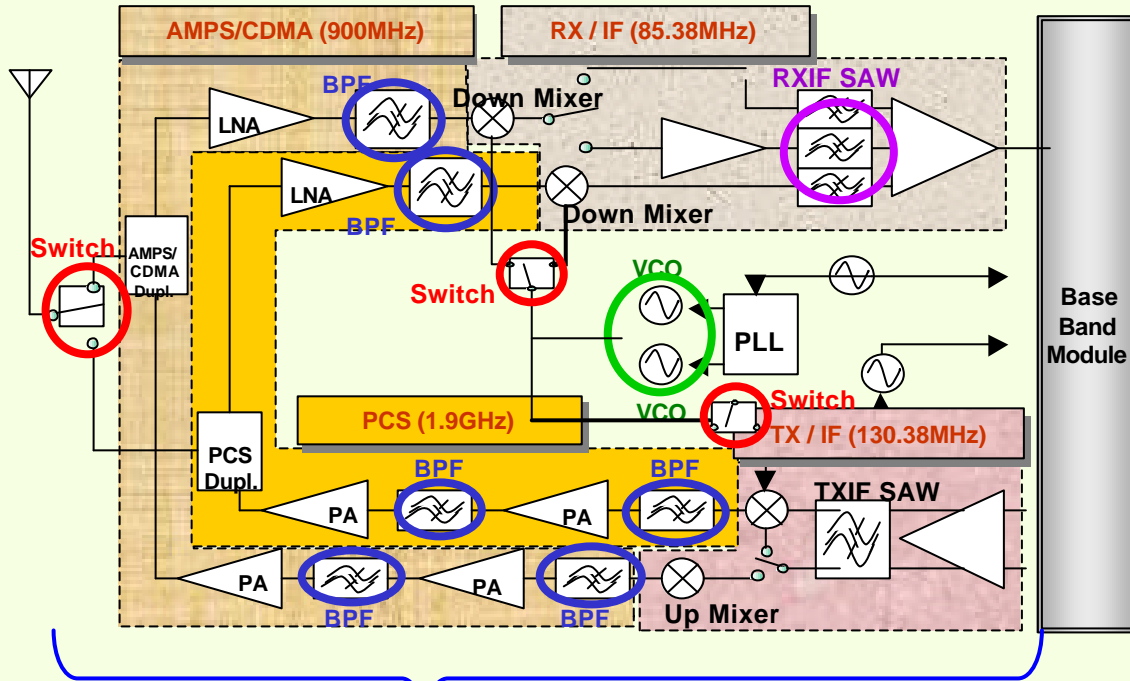 AMPS/CDMA (900MHz)
RX / IF (85.38MHz)
BPF
Down Mixer
RXIF SAW
LNA
LNA
BPF
Down Mixer
Switch
AMPS/
CDMA
Dupl.
Switch
VCO
PLL
Base
Band
Module
VCO
Switch
PCS (1.9GHz)
TX / IF (130.38MHz)
PCS
Dupl.
BPF
BPF
TXIF SAW
PA
PA
PA
PA
BPF
BPF
Up Mixer